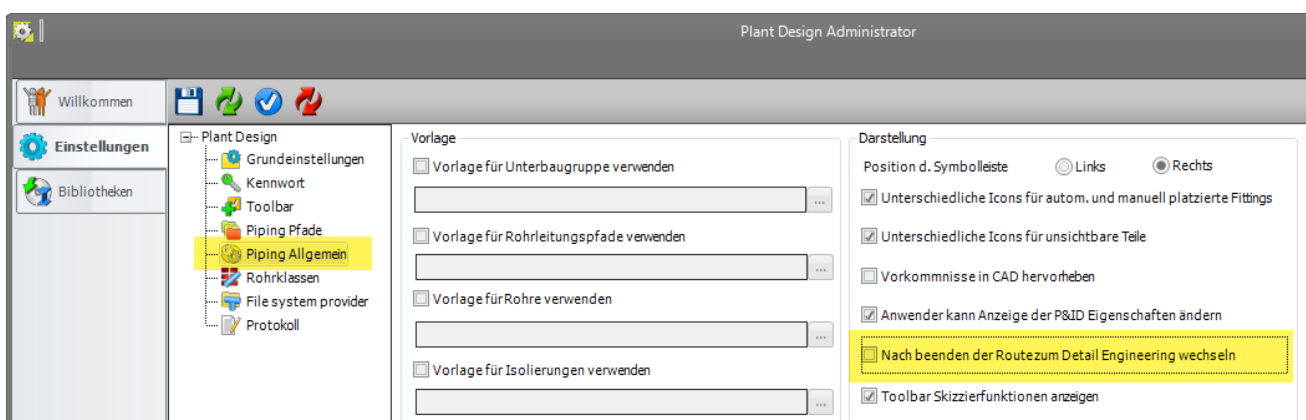 Plant Design Administrator
Willkommen
Einstellungen
Bibliotheken
Plant Design
Grundeinstellungen
Kennwort
Toolbar
Piping Pfade
Piping Allgemein
Rohrklassen
File system provider
Protokoll
Vorlage
Vorlage für Unterbaugruppe verwenden
...
Vorlage für Rohrleitungspfade verwenden
...
Vorlage fürRohre verwenden
...
Vorlage für Isolierungen verwenden
...
Darstellung
Position d. Symbolleiste Links Rechts
Unterschiedliche Icons für autom. und manuell platzierte Fittings
Unterschiedliche Icons für unsichtbare Teile
Vorkommnisse in CAD hervorheben
Anwender kann Anzeige der P&ID Eigenschaften ändern
Nach beenden der Routezum Detail Engineering wechseln
Toolbar Skizzierfunktionen anzeigen